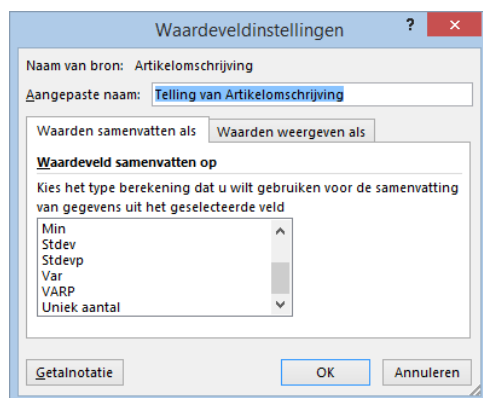 Waardeveldinstellingen ? ×
Naam van bron: Artikelomschrijving
Aangepaste naam: Telling van Artikelomschrijving
Waarden samenvatten als Waarden weergeven als
Waardeveld samenvatten op
Kies het type berekening dat u wilt gebruiken voor de samenvatting
van gegevens uit het geselecteerde veld
Min
Stdev
Stdevp
Var
VARP
Uniek aantal
Getalnotatie OK Annuleren